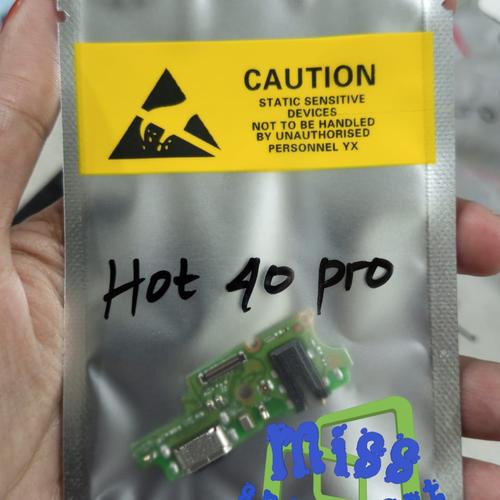 CAUTION
STATIC SENSITIVE
DEVICES
NOT TO BE HANDLED
BY UNAUTHORISED
PERSONNEL YX
Hot 40 pro
Miss